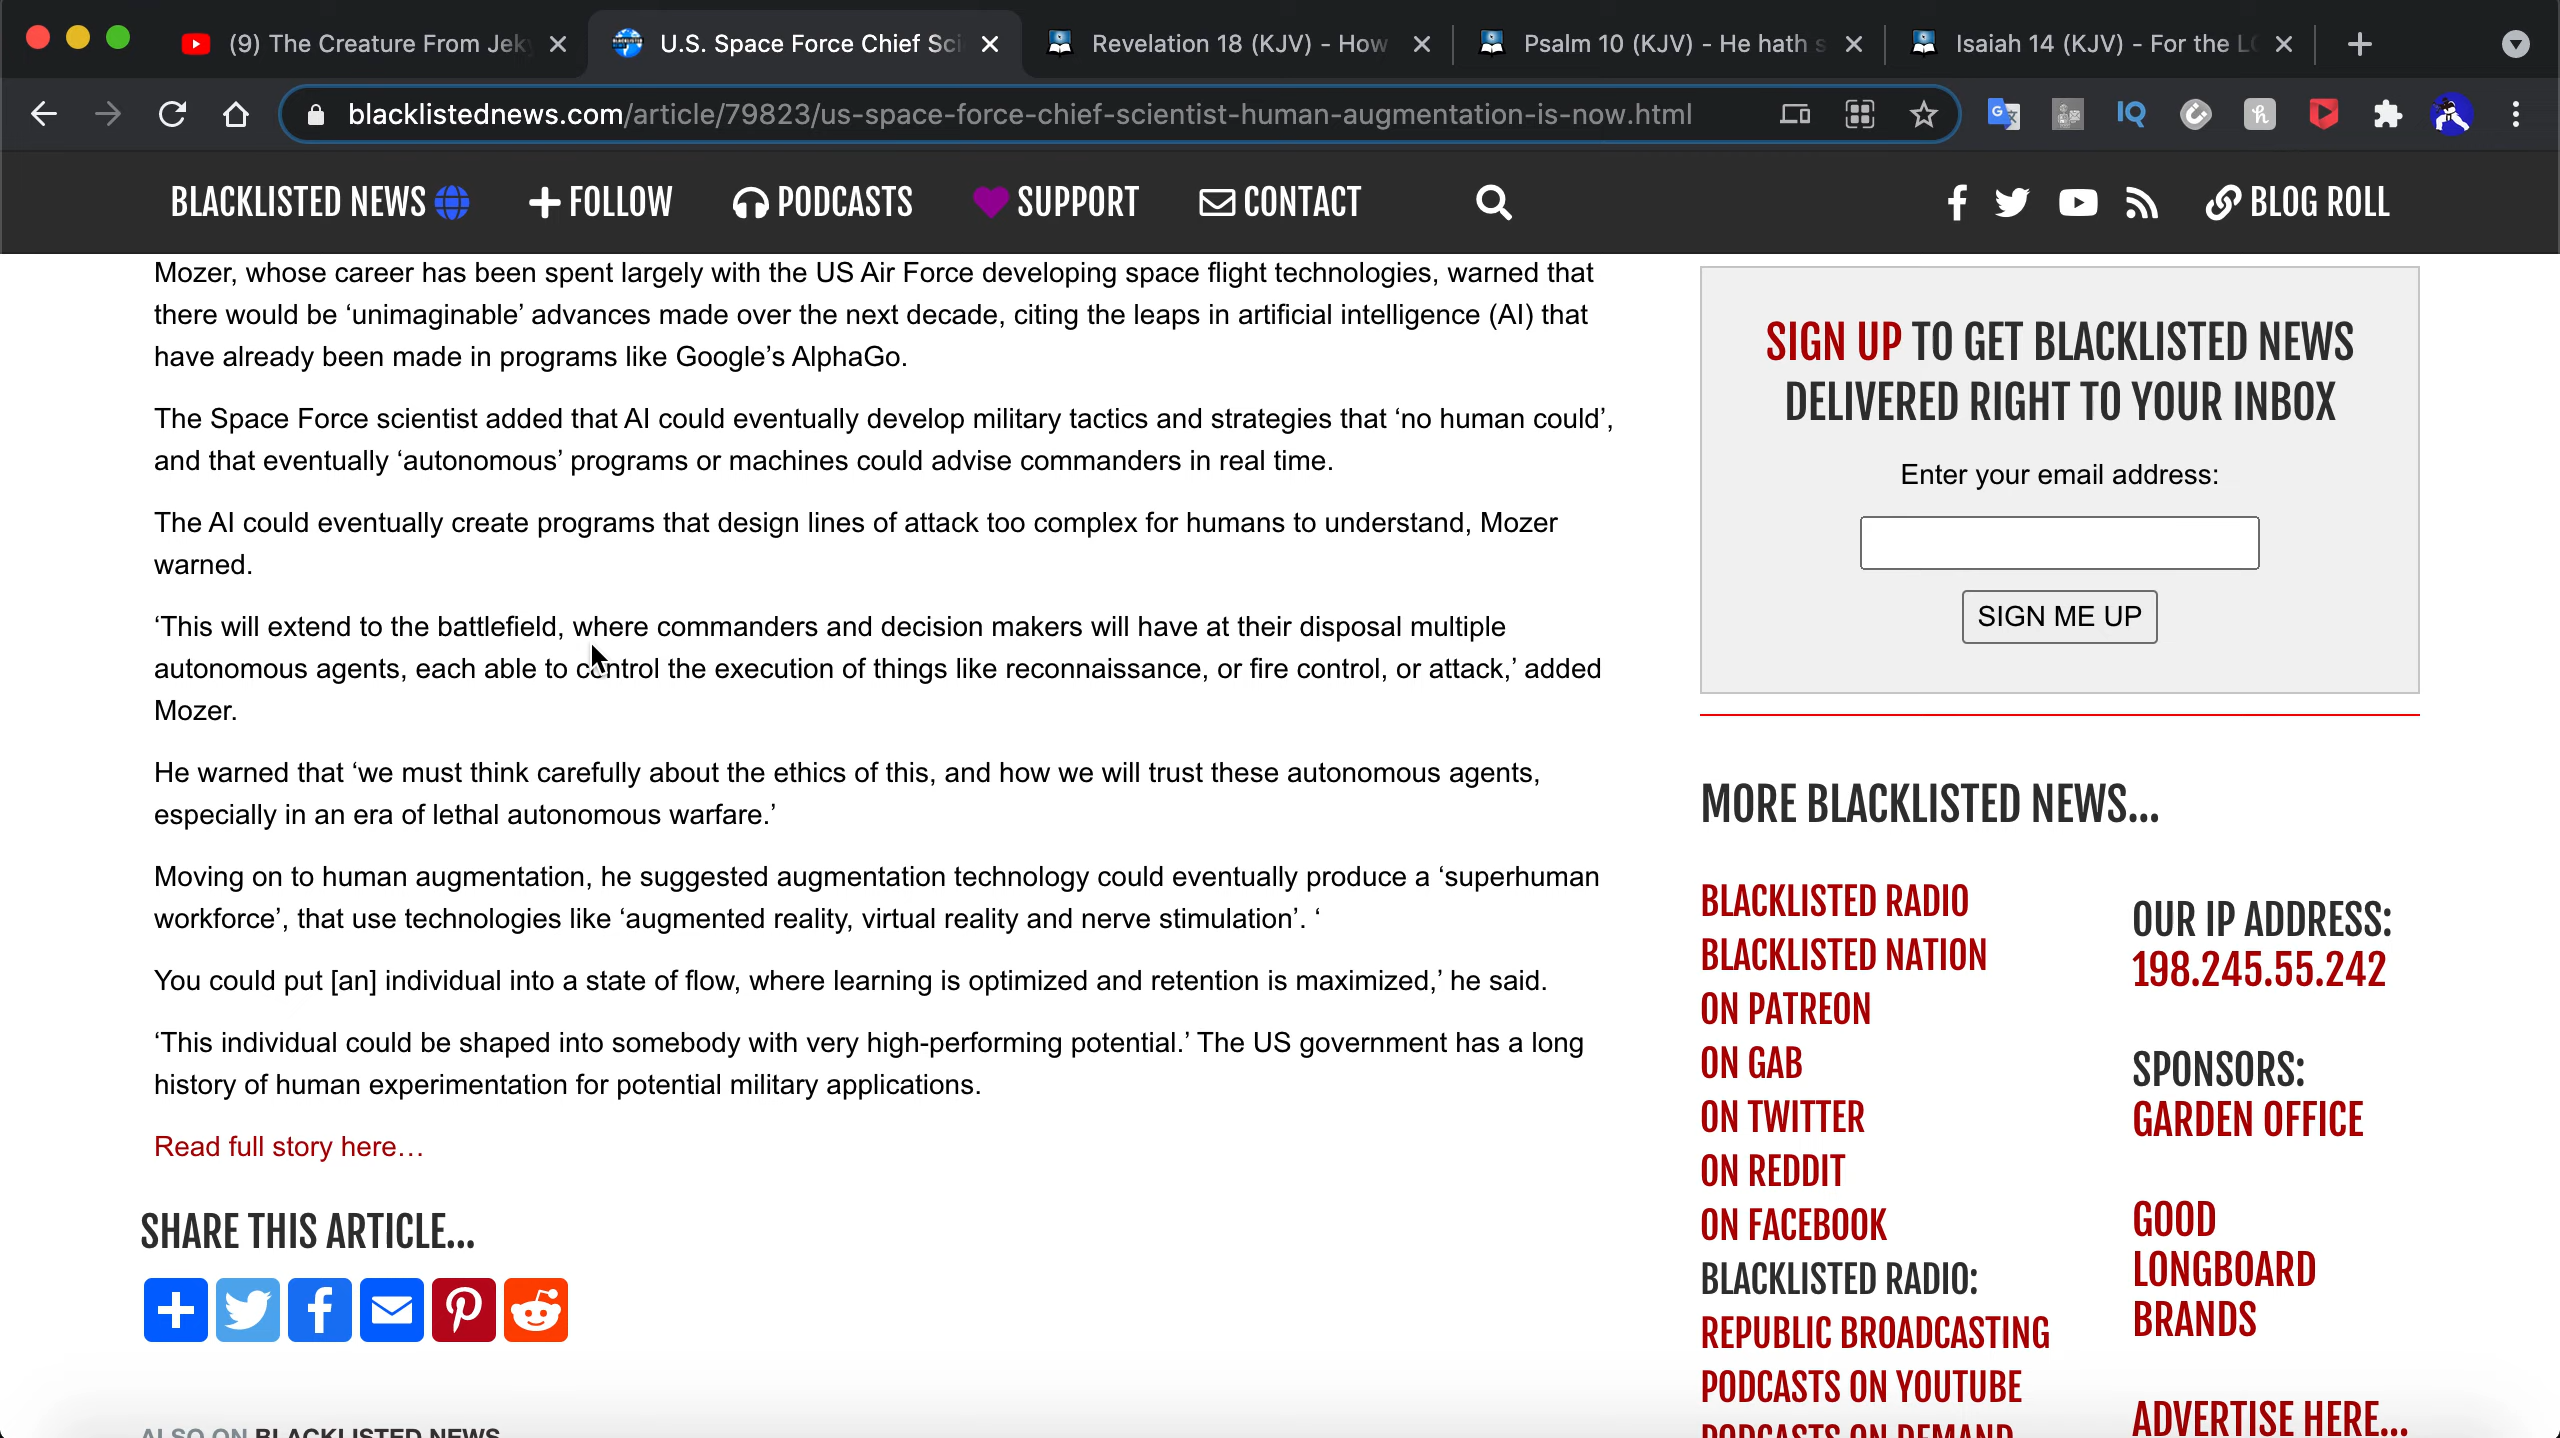 (9) The Creature From Jek
U.S. Space Force Chief Sci
Revelation 18 (KJV) - How
Psalm 10 (KJV) - He hath s
Isaiah 14 (KJV) - For the LO
blacklistednews.com/article/79823/us-space-force-chief-scientist-human-augmentation-is-now.html
IQ
BLACKLISTED NEWS
FOLLOW
PODCASTS
SUPPORT
CONTACT
BLOG ROLL
Mozer, whose career has been spent largely with the US Air Force developing space flight technologies, warned that
there would be ‘unimaginable’ advances made over the next decade, citing the leaps in artificial intelligence (AI) that
have already been made in programs like Google’s AlphaGo.
The Space Force scientist added that AI could eventually develop military tactics and strategies that ‘no human could’,
and that eventually ‘autonomous’ programs or machines could advise commanders in real time.
The AI could eventually create programs that design lines of attack too complex for humans to understand, Mozer
warned.
‘This will extend to the battlefield, where commanders and decision makers will have at their disposal multiple
autonomous agents, each able to control the execution of things like reconnaissance, or fire control, or attack,’ added
Mozer.
He warned that ‘we must think carefully about the ethics of this, and how we will trust these autonomous agents,
especially in an era of lethal autonomous warfare.’
Moving on to human augmentation, he suggested augmentation technology could eventually produce a ‘superhuman
workforce’, that use technologies like ‘augmented reality, virtual reality and nerve stimulation’. ‘
You could put [an] individual into a state of flow, where learning is optimized and retention is maximized,’ he said.
‘This individual could be shaped into somebody with very high-performing potential.’ The US government has a long
history of human experimentation for potential military applications.
Read full story here…
SHARE THIS ARTICLE...
ALSO ON BLACKLISTED NEWS
SIGN UP TO GET BLACKLISTED NEWS
DELIVERED RIGHT TO YOUR INBOX
Enter your email address:
SIGN ME UP
MORE BLACKLISTED NEWS...
BLACKLISTED RADIO
BLACKLISTED NATION
ON PATREON
ON GAB
ON TWITTER
ON REDDIT
ON FACEBOOK
BLACKLISTED RADIO:
REPUBLIC BROADCASTING
PODCASTS ON YOUTUBE
PODCASTS ON DEMAND
OUR IP ADDRESS:
198.245.55.242
SPONSORS:
GARDEN OFFICE
GOOD
LONGBOARD
BRANDS
ADVERTISE HERE...